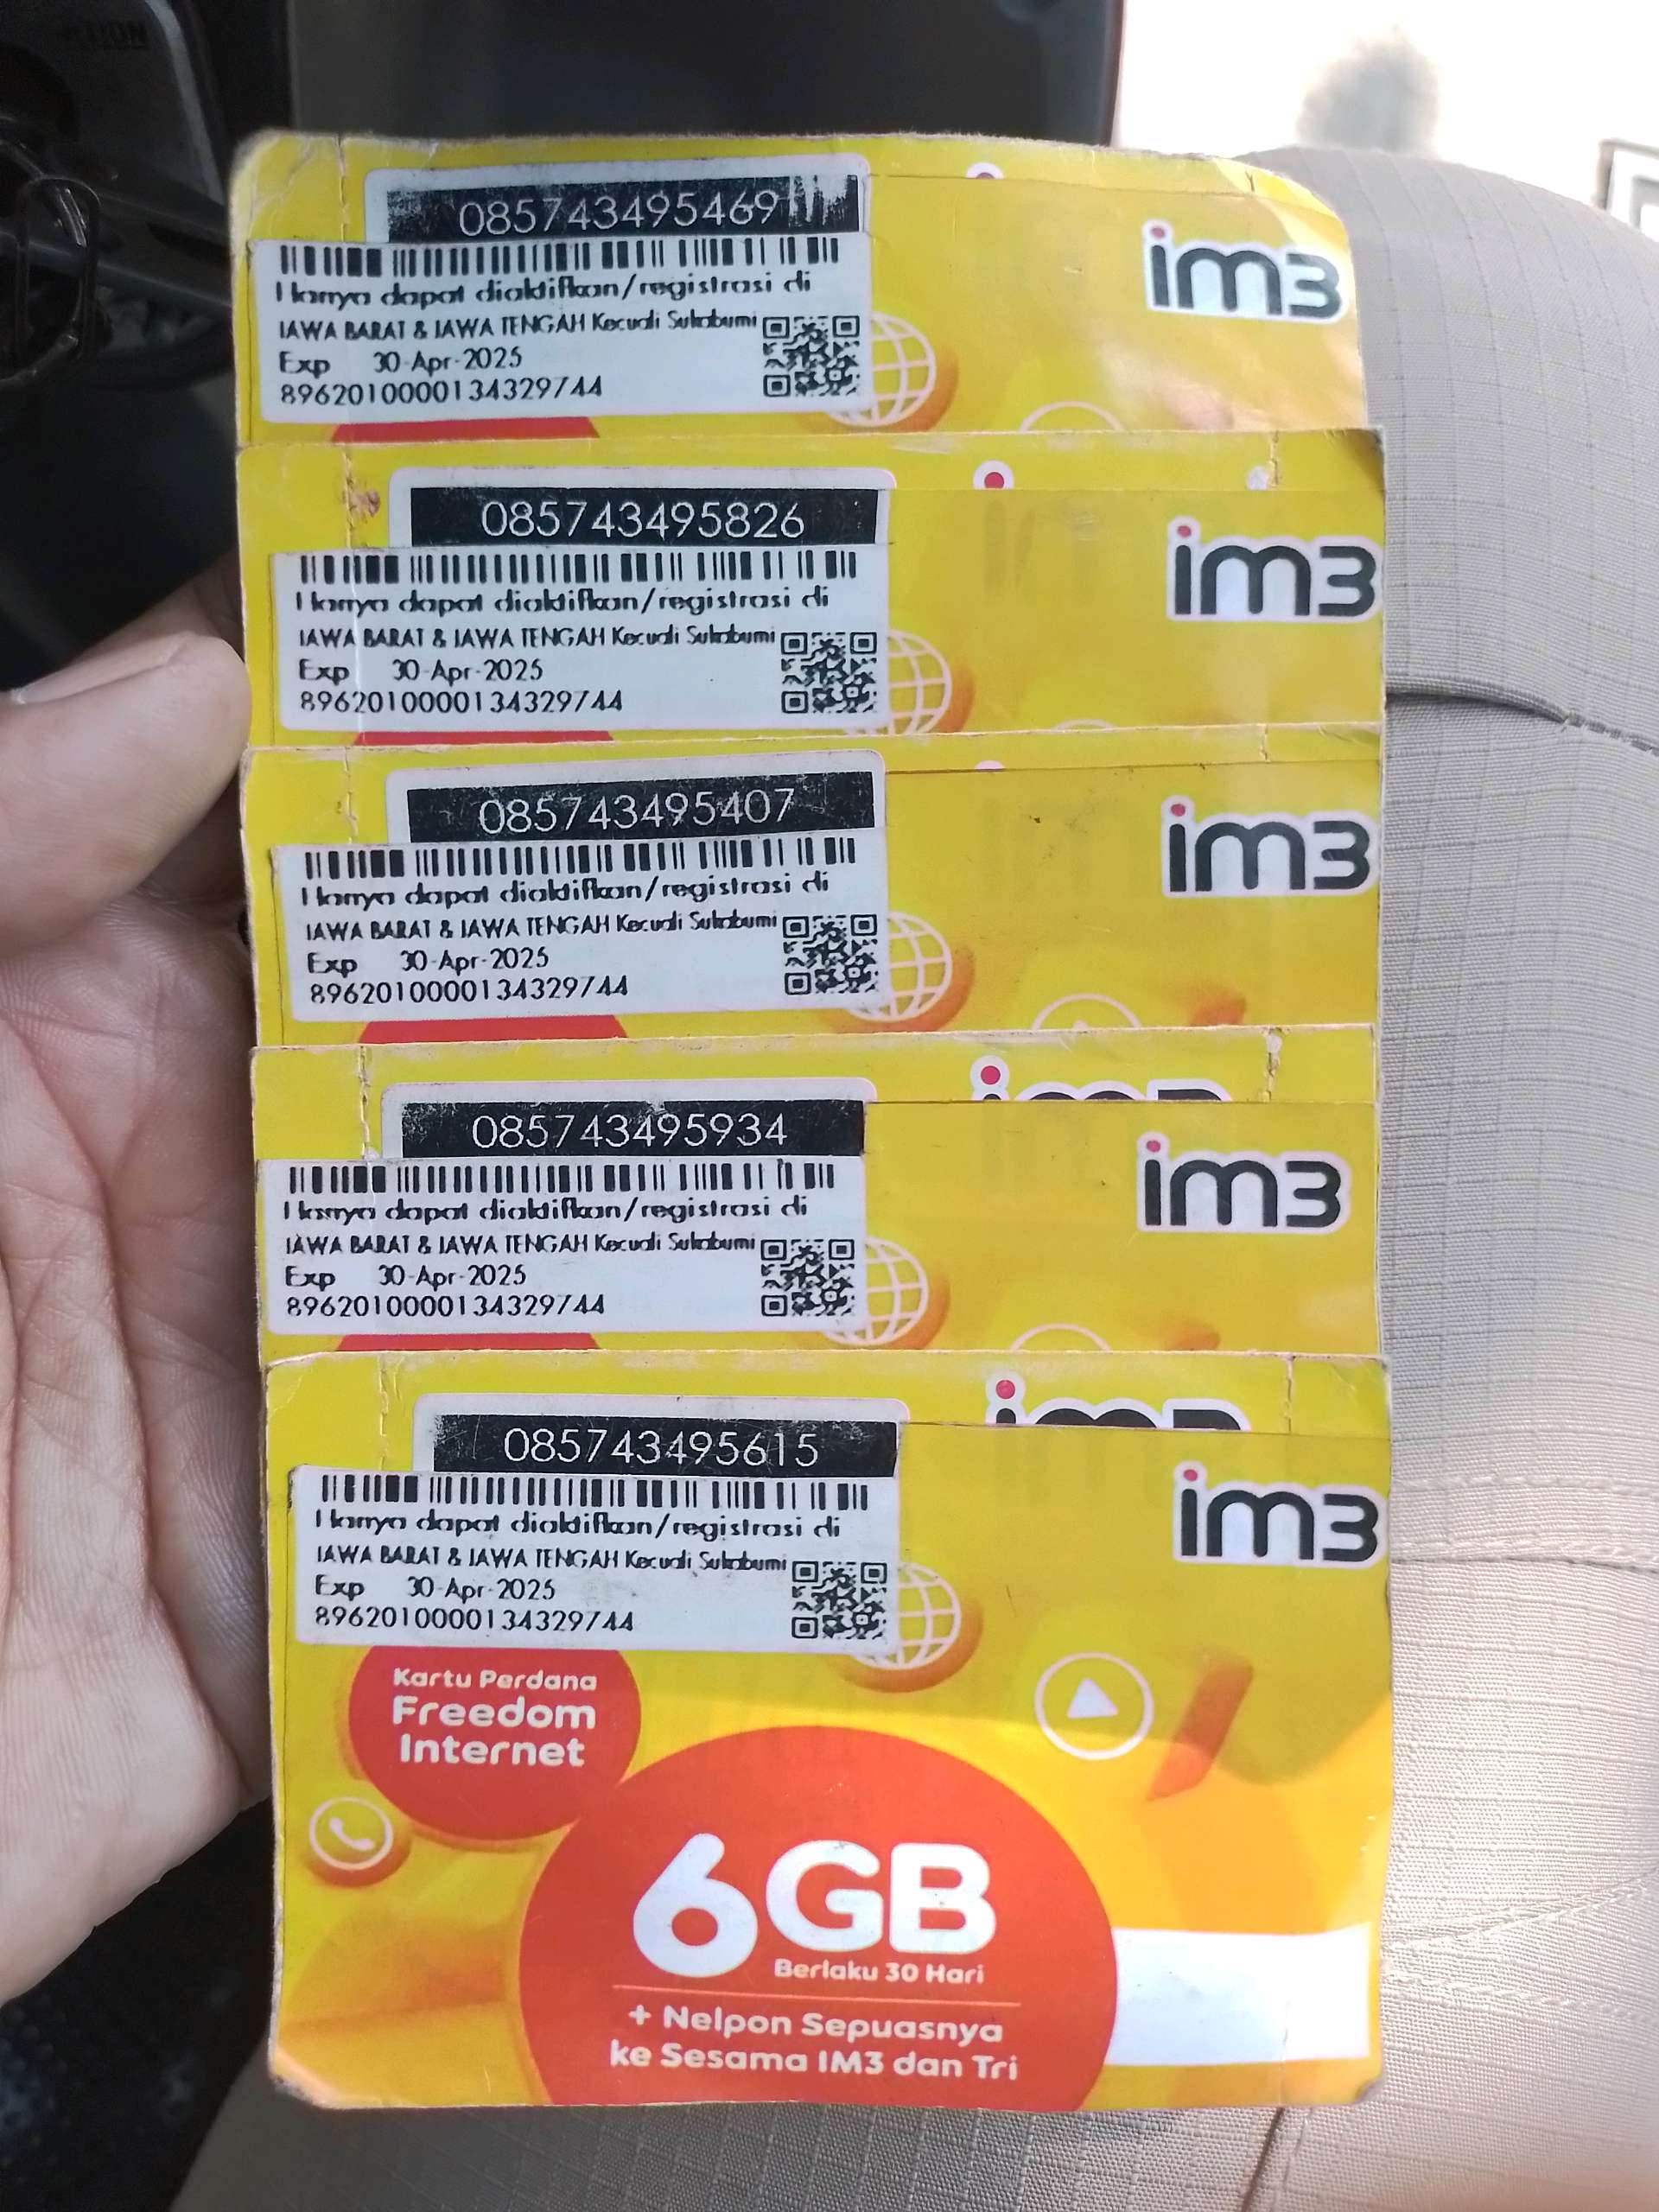 085743495469
Hanya dapat diaktifkan/registrasi di
JAWA BARAT & JAWA TENGAH Kecuali Sukabumi
Exp 30-Apr-2025
8962010000134329744
im3
085743495826
Hanya dapat diaktifkan/registrasi di
JAWA BARAT & JAWA TENGAH Kecuali Sukabumi
Exp 30-Apr-2025
8962010000134329744
im3
085743495407
Hanya dapat diaktifkan/registrasi di
JAWA BARAT & JAWA TENGAH Kecuali Sukabumi
Exp 30-Apr-2025
8962010000134329744
im3
085743495934
Hanya dapat diaktifkan/registrasi di
JAWA BARAT & JAWA TENGAH Kecuali Sukabumi
Exp 30-Apr-2025
8962010000134329744
im3
085743495615
Hanya dapat diaktifkan/registrasi di
JAWA BARAT & JAWA TENGAH Kecuali Sukabumi
Exp 30-Apr-2025
8962010000134329744
im3
Kartu Perdana
Freedom
Internet
6GB
Berlaku 30 Hari
+ Nelpon Sepuasnya
ke Sesama IM3 dan Tri